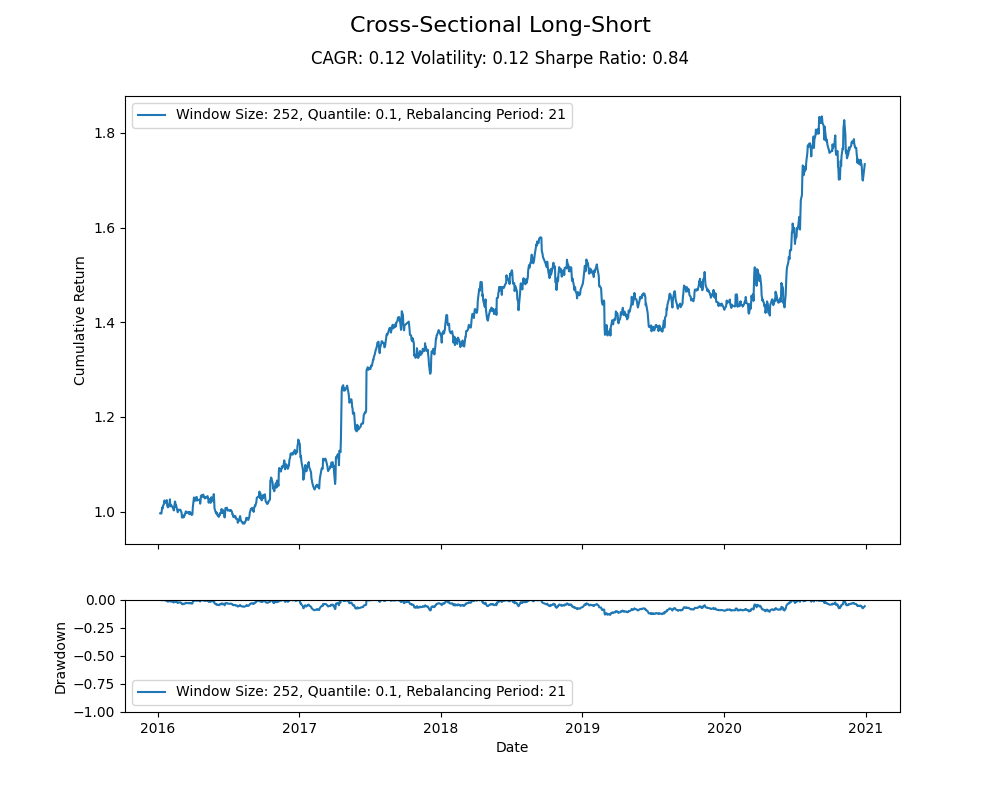 Cross-Sectional Long-Short
CAGR: 0.12 Volatility: 0.12 Sharpe Ratio: 0.84
Window Size: 252, Quantile: 0.1, Rebalancing Period: 21
1.8
1.6
1.4
1.2
1.0
Cumulative Return
0.00
−0.25
−0.50
−0.75
−1.00
Drawdown
Window Size: 252, Quantile: 0.1, Rebalancing Period: 21
2016 2017 2018 2019 2020 2021
Date